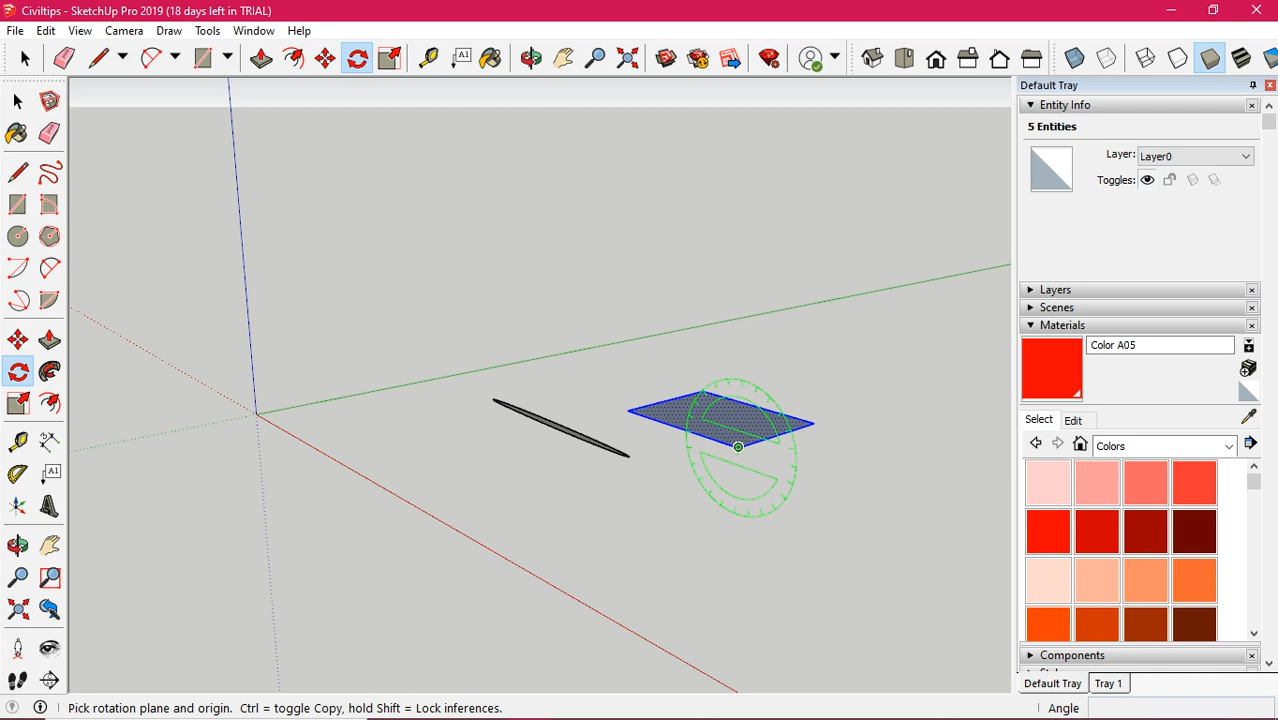 Civiltips - SketchUp Pro 2019 (18 days left in TRIAL)
File Edit View Camera Draw Tools Window Help
A1
Default Tray
Entity Info
5 Entities
Layer: Layer0
Toggles:
Layers
Scenes
Materials
Color A05
Select Edit
Colors
A1
Components
Default Tray Tray 1
Pick rotation plane and origin. Ctrl = toggle Copy, hold Shift = Lock inferences.
Angle